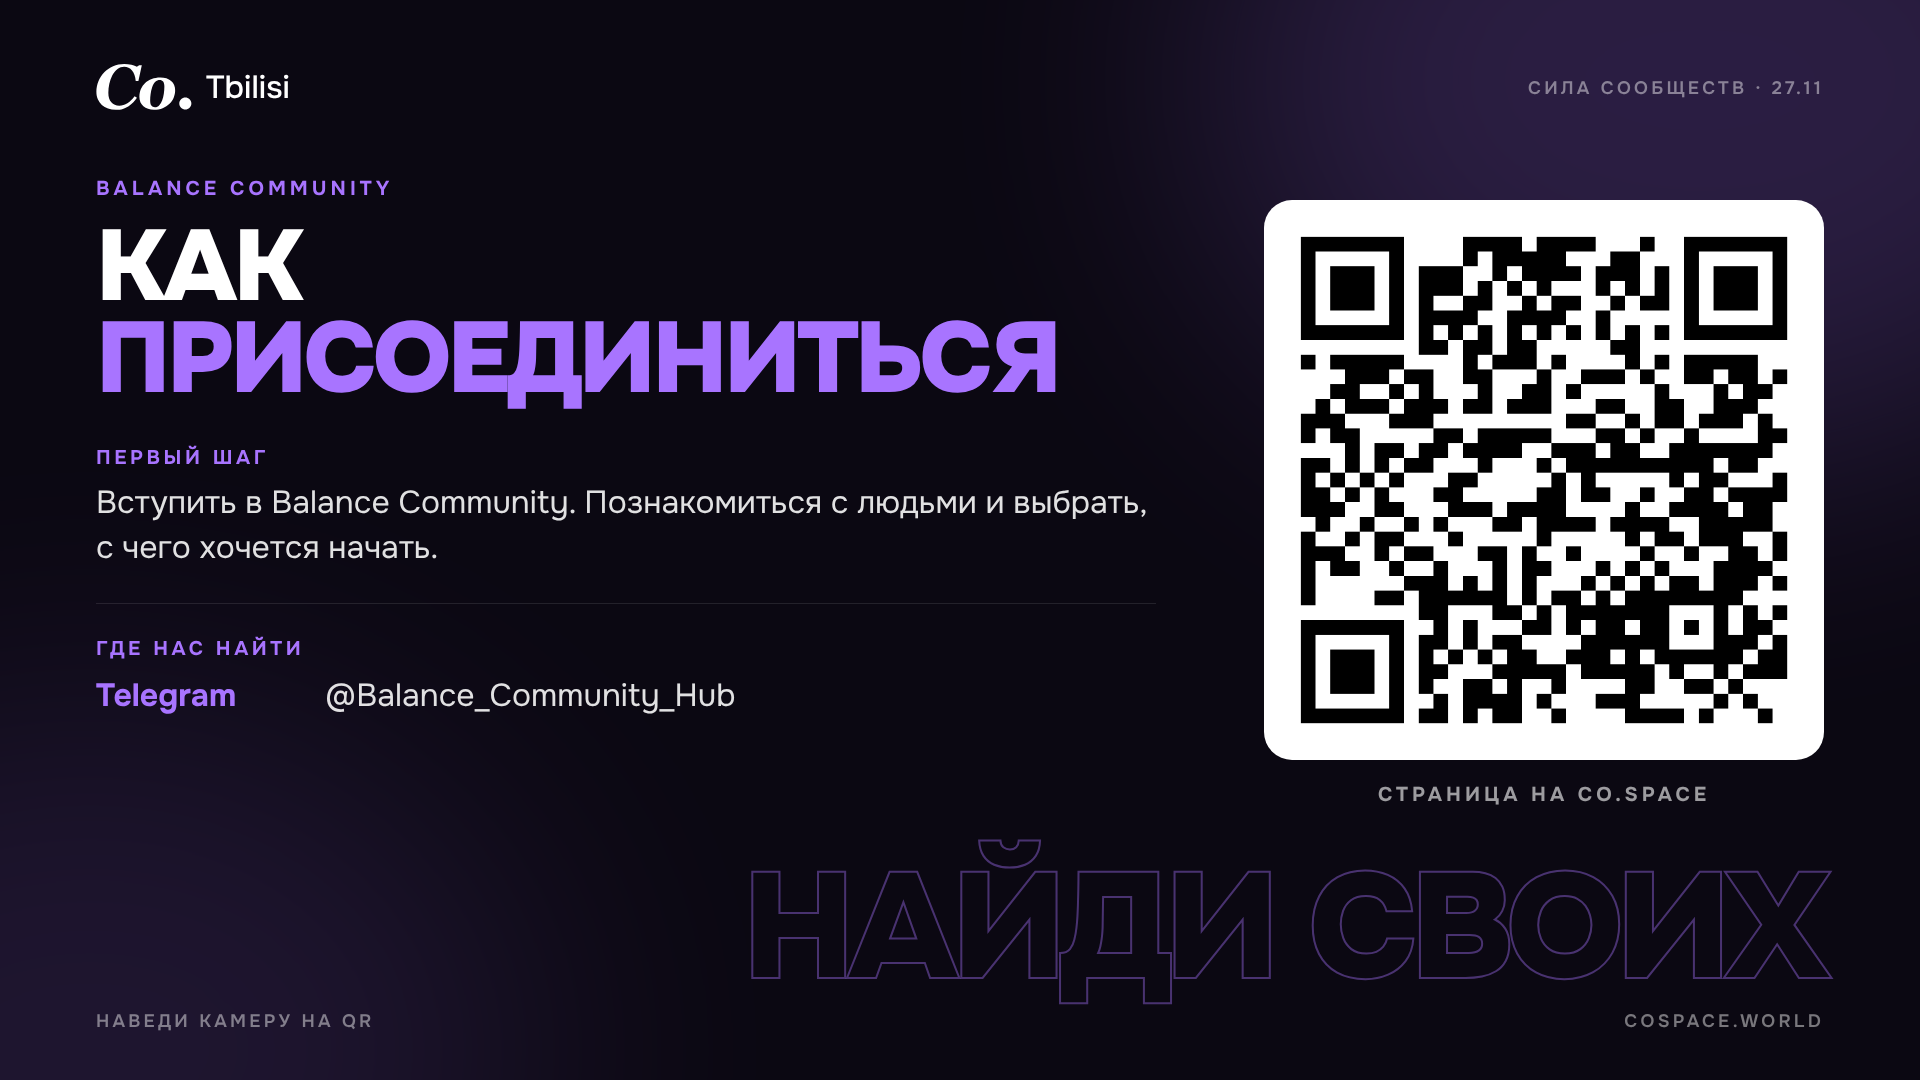 Co. Tbilisi
СИЛА СООБЩЕСТВ · 27.11
BALANCE COMMUNITY
КАК
ПРИСОЕДИНИТЬСЯ
ПЕРВЫЙ ШАГ
Вступить в Balance Community. Познакомиться с людьми и выбрать,
с чего хочется начать.
ГДЕ НАС НАЙТИ
Telegram @Balance_Community_Hub
СТРАНИЦА НА CO.SPACE
НАЙДИ СВОИХ
НАВЕДИ КАМЕРУ НА QR
COSPACE.WORLD